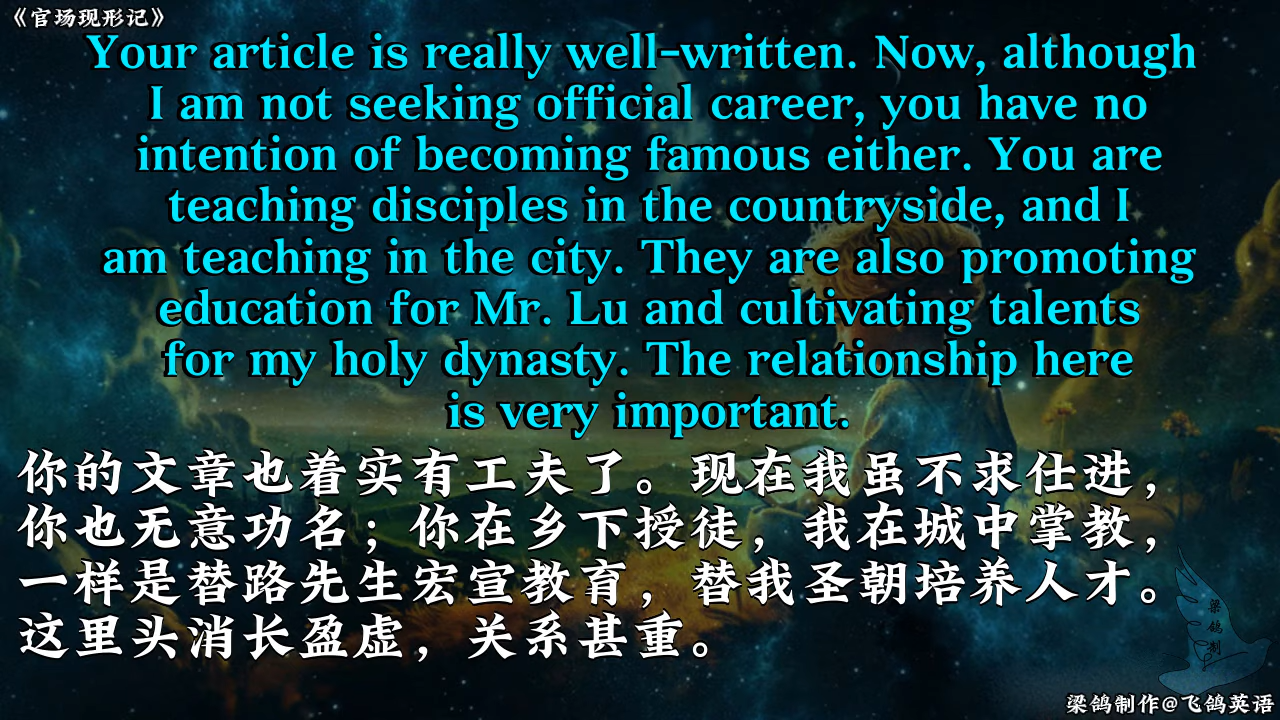 《官场现形记》
Your article is really well-written. Now, although
I am not seeking official career, you have no
intention of becoming famous either. You are
teaching disciples in the countryside, and I
am teaching in the city. They are also promoting
education for Mr. Lu and cultivating talents
for my holy dynasty. The relationship here
is very important.
你的文章也着实有工夫了。现在我虽不求仕进，
你也无意功名；你在乡下授徒，我在城中掌教，
一样是替路先生宏宣教育，替我圣朝培养人才。
这里头消长盈虚，关系甚重。
梁鸽制
梁鸽制作@飞鸽英语